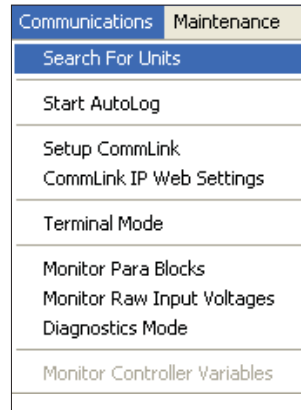 Communications Maintenance
Search For Units
Start AutoLog
Setup CommLink
CommLink IP Web Settings
Terminal Mode
Monitor Para Blocks
Monitor Raw Input Voltages
Diagnostics Mode
Monitor Controller Variables